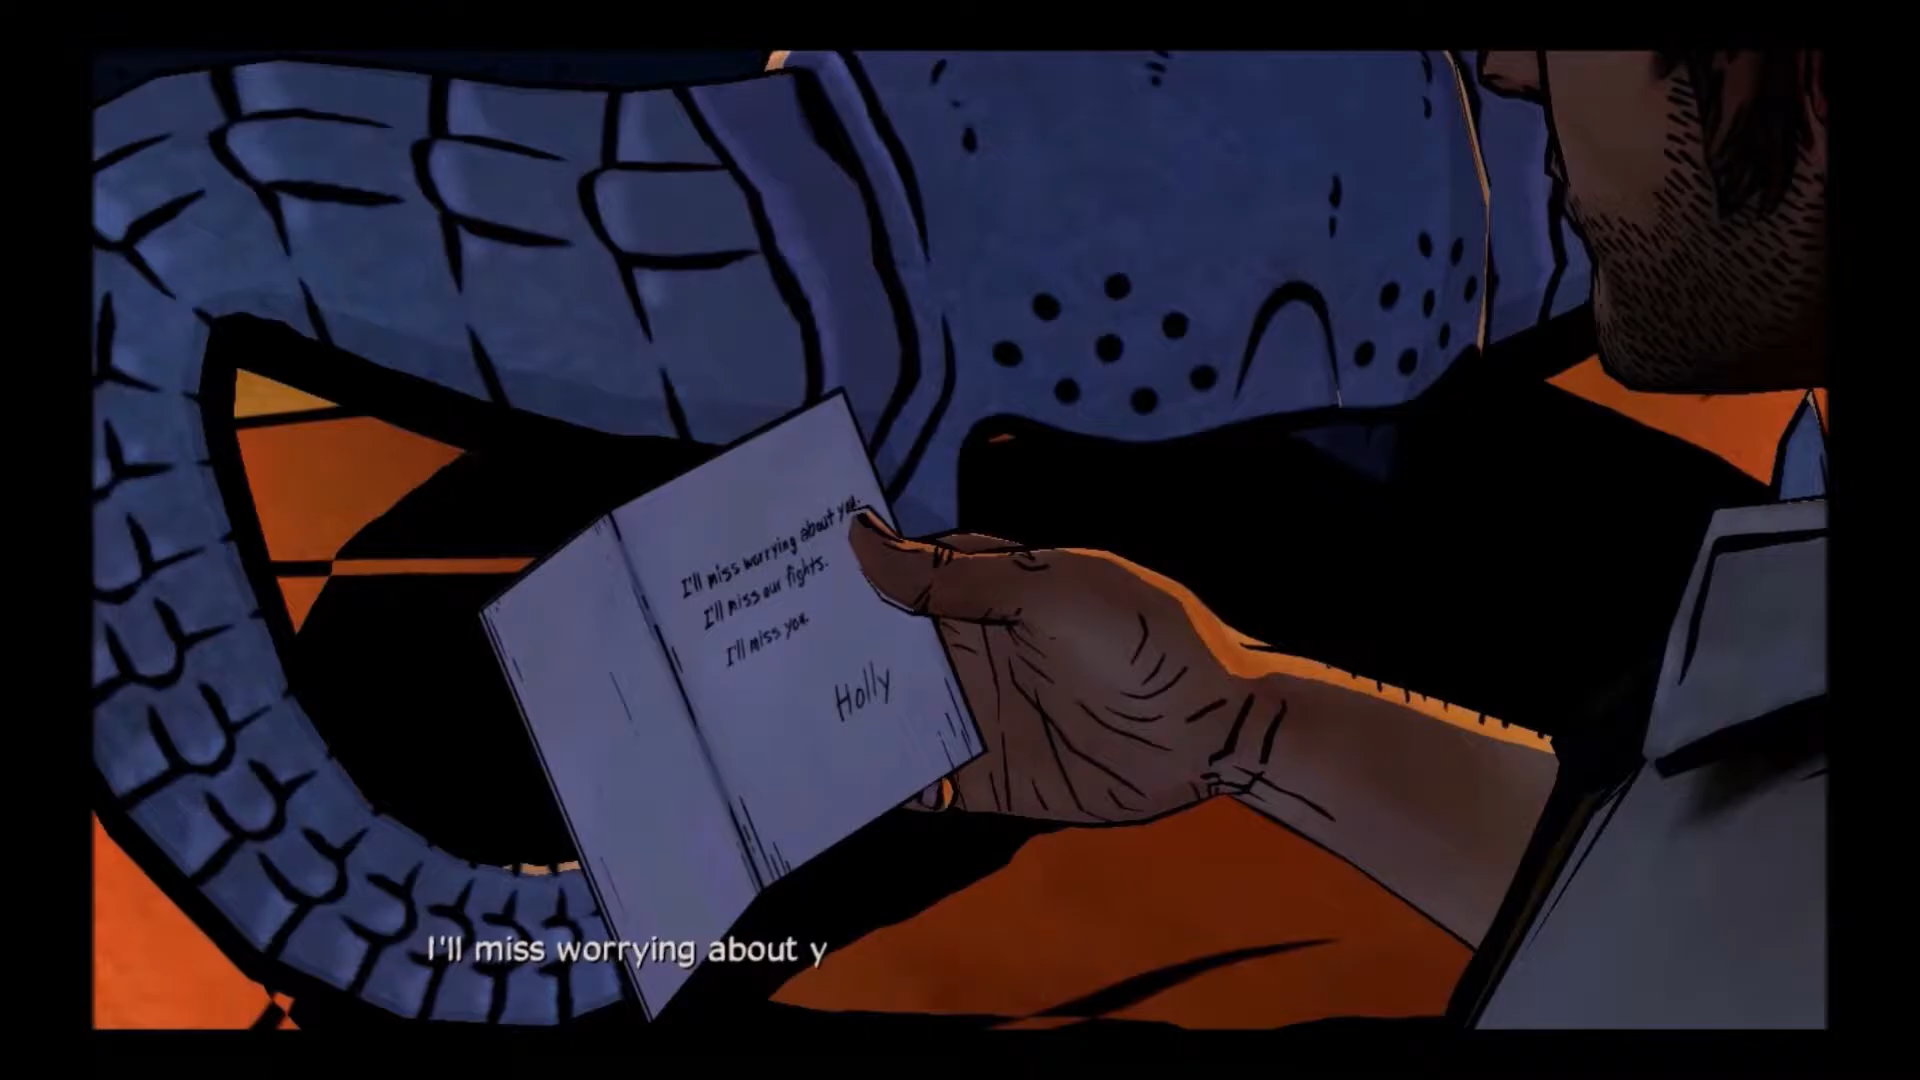 I'll miss worrying about you.
I'll miss our fights.
I'll miss you.
Holly
I'll miss worrying about y